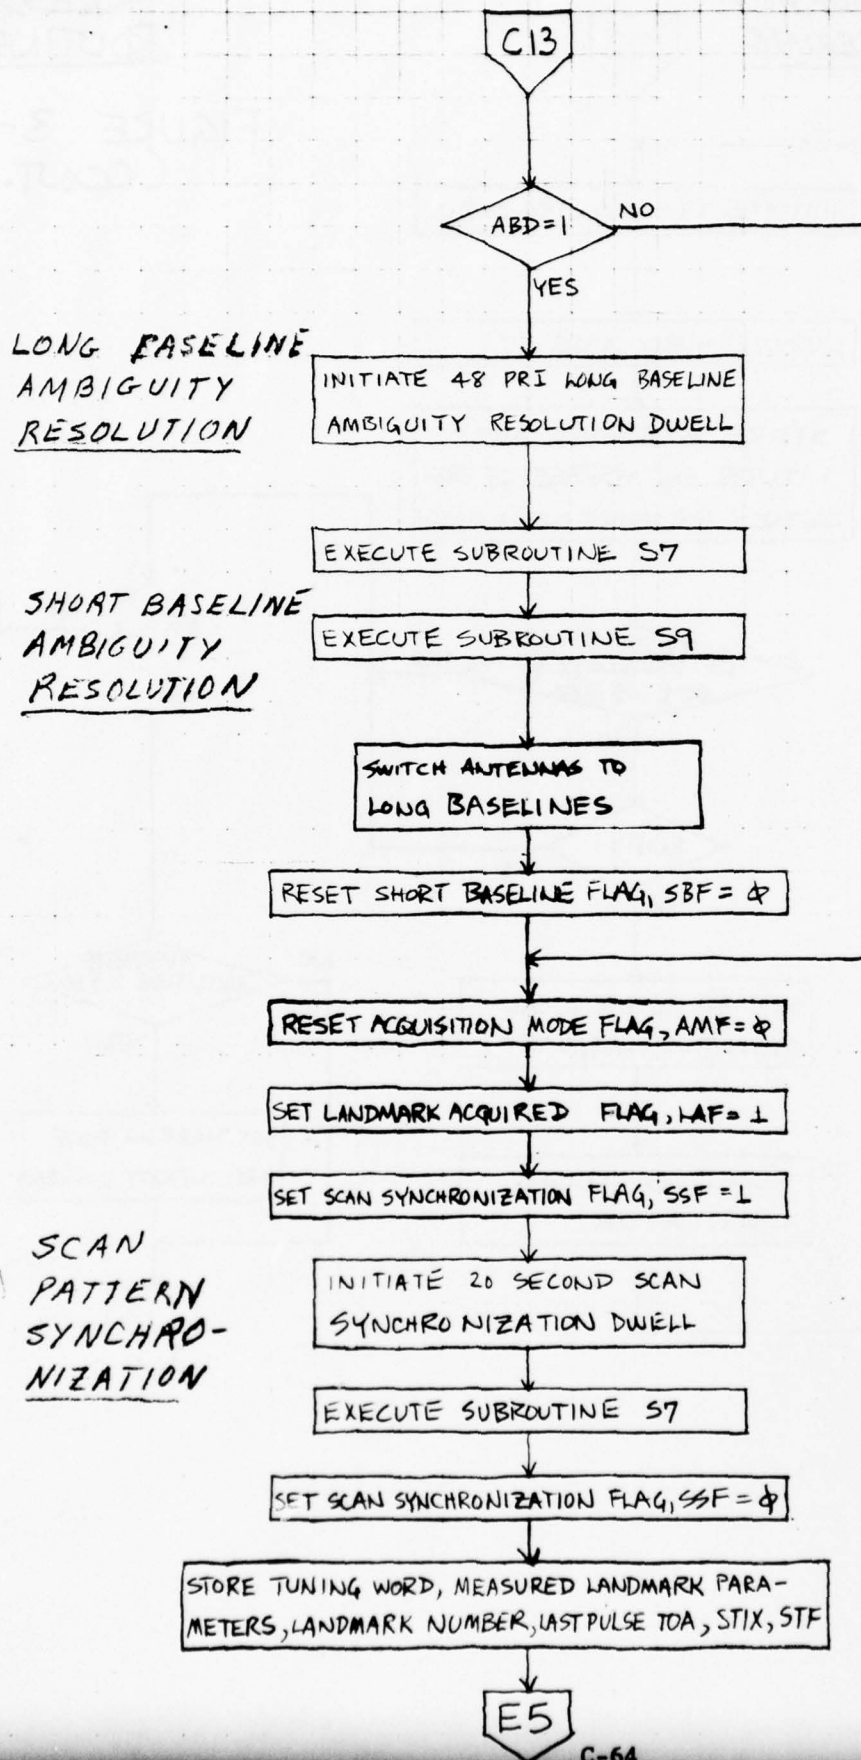 C13
ABD=1
NO
YES
LONG BASELINE
AMBIGUITY
RESOLUTION
INITIATE 48 PRI LONG BASELINE
AMBIGUITY RESOLUTION DWELL
EXECUTE SUBROUTINE S7
SHORT BASELINE
AMBIGUITY
RESOLUTION
EXECUTE SUBROUTINE S9
SWITCH ANTENNAS TO
LONG BASELINES
RESET SHORT BASELINE FLAG, SBF = φ
RESET ACQUISITION MODE FLAG, AMF = φ
SET LANDMARK ACQUIRED FLAG, LAF = 1
SET SCAN SYNCHRONIZATION FLAG, SSF = 1
SCAN
PATTERN
SYNCHRO-
NIZATION
INITIATE 20 SECOND SCAN
SYNCHRONIZATION DWELL
EXECUTE SUBROUTINE S7
SET SCAN SYNCHRONIZATION FLAG, SSF = φ
STORE TUNING WORD, MEASURED LANDMARK PARA-
METERS, LANDMARK NUMBER, LAST PULSE TOA, STIX, STF
E5
C-64